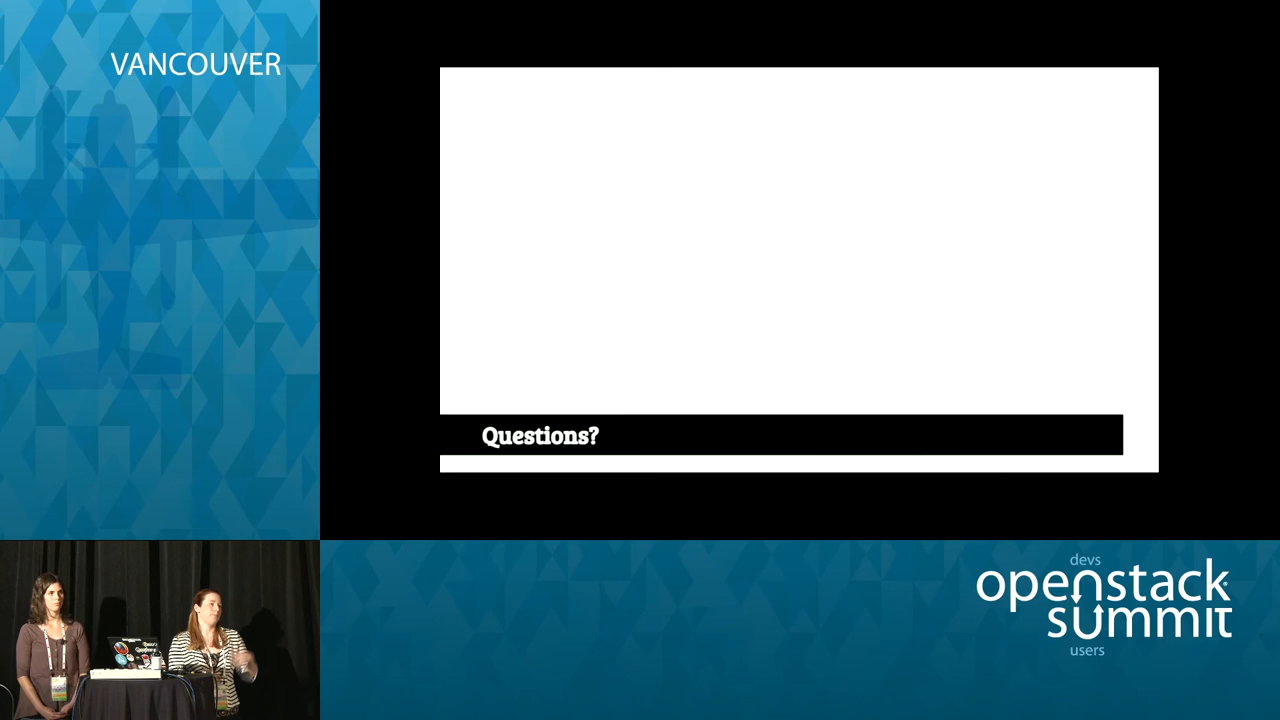 VANCOUVER
Questions?
devs
openstack
summit
users